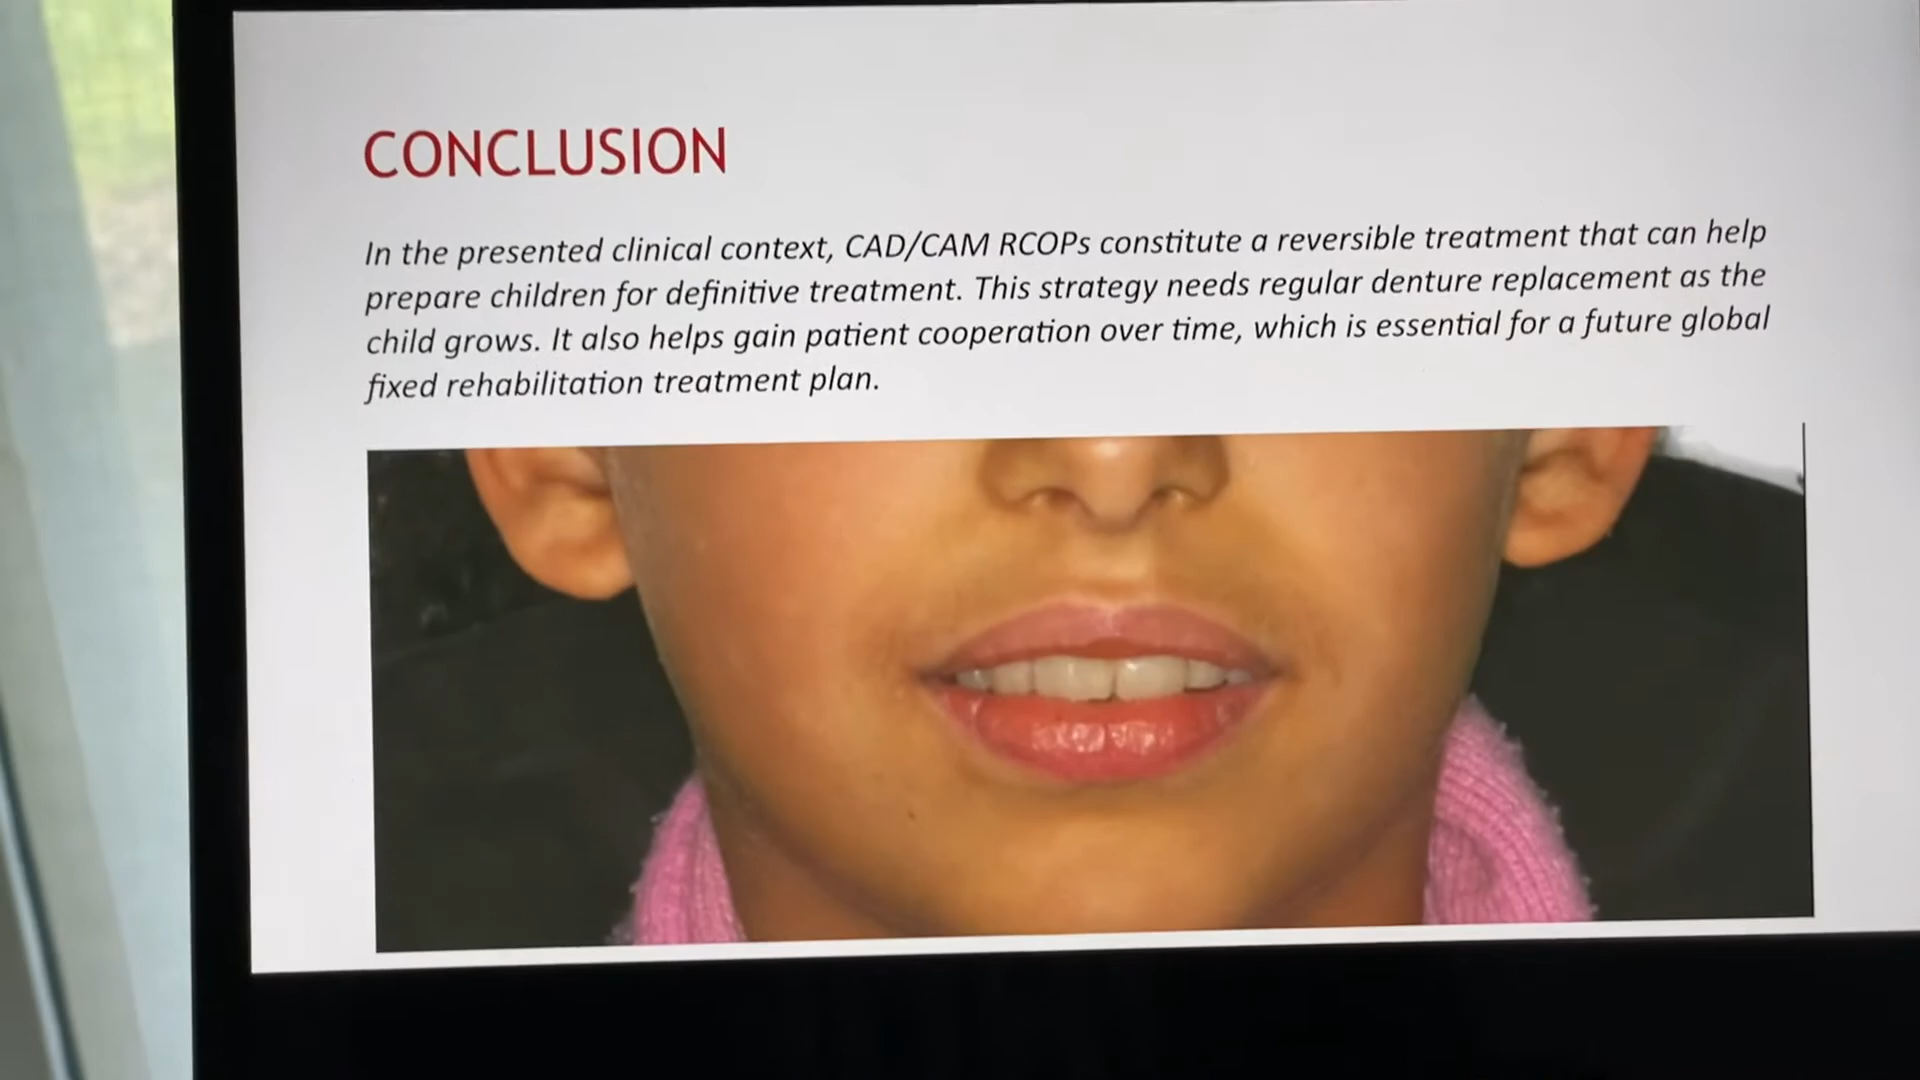 CONCLUSION
In the presented clinical context, CAD/CAM RCOPs constitute a reversible treatment that can help
prepare children for definitive treatment. This strategy needs regular denture replacement as the
child grows. It also helps gain patient cooperation over time, which is essential for a future global
fixed rehabilitation treatment plan.